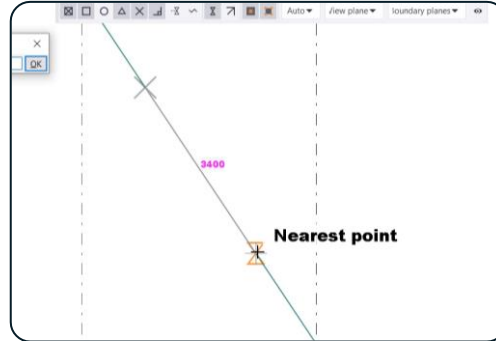 Auto
/iew plane
loundary planes
OK
3400
Nearest point